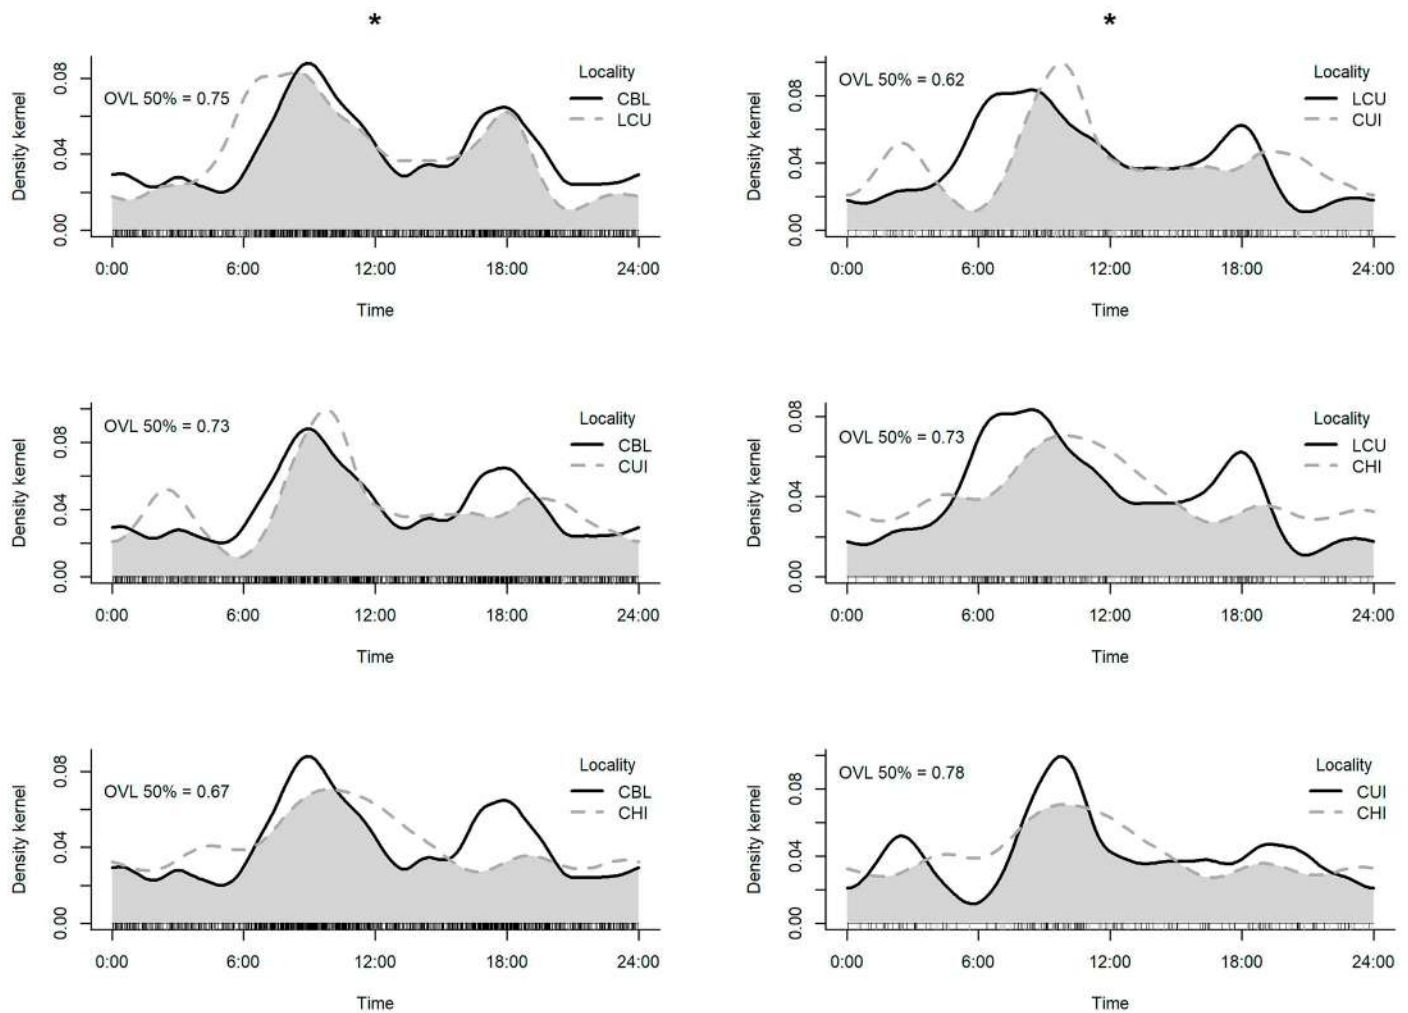 *
OVL 50% = 0.75
Locality
CBL
LCU
Density kernel
0.08
0.04
0.00
0:00 6:00 12:00 18:00 24:00
Time
*
OVL 50% = 0.62
Locality
LCU
CUI
Density kernel
0.08
0.04
0.00
0:00 6:00 12:00 18:00 24:00
Time
OVL 50% = 0.73
Locality
CBL
CUI
Density kernel
0.08
0.04
0.00
0:00 6:00 12:00 18:00 24:00
Time
OVL 50% = 0.73
Locality
LCU
CHI
Density kernel
0.08
0.04
0.00
0:00 6:00 12:00 18:00 24:00
Time
OVL 50% = 0.67
Locality
CBL
CHI
Density kernel
0.08
0.04
0.00
0:00 6:00 12:00 18:00 24:00
Time
OVL 50% = 0.78
Locality
CUI
CHI
Density kernel
0.08
0.04
0.00
0:00 6:00 12:00 18:00 24:00
Time